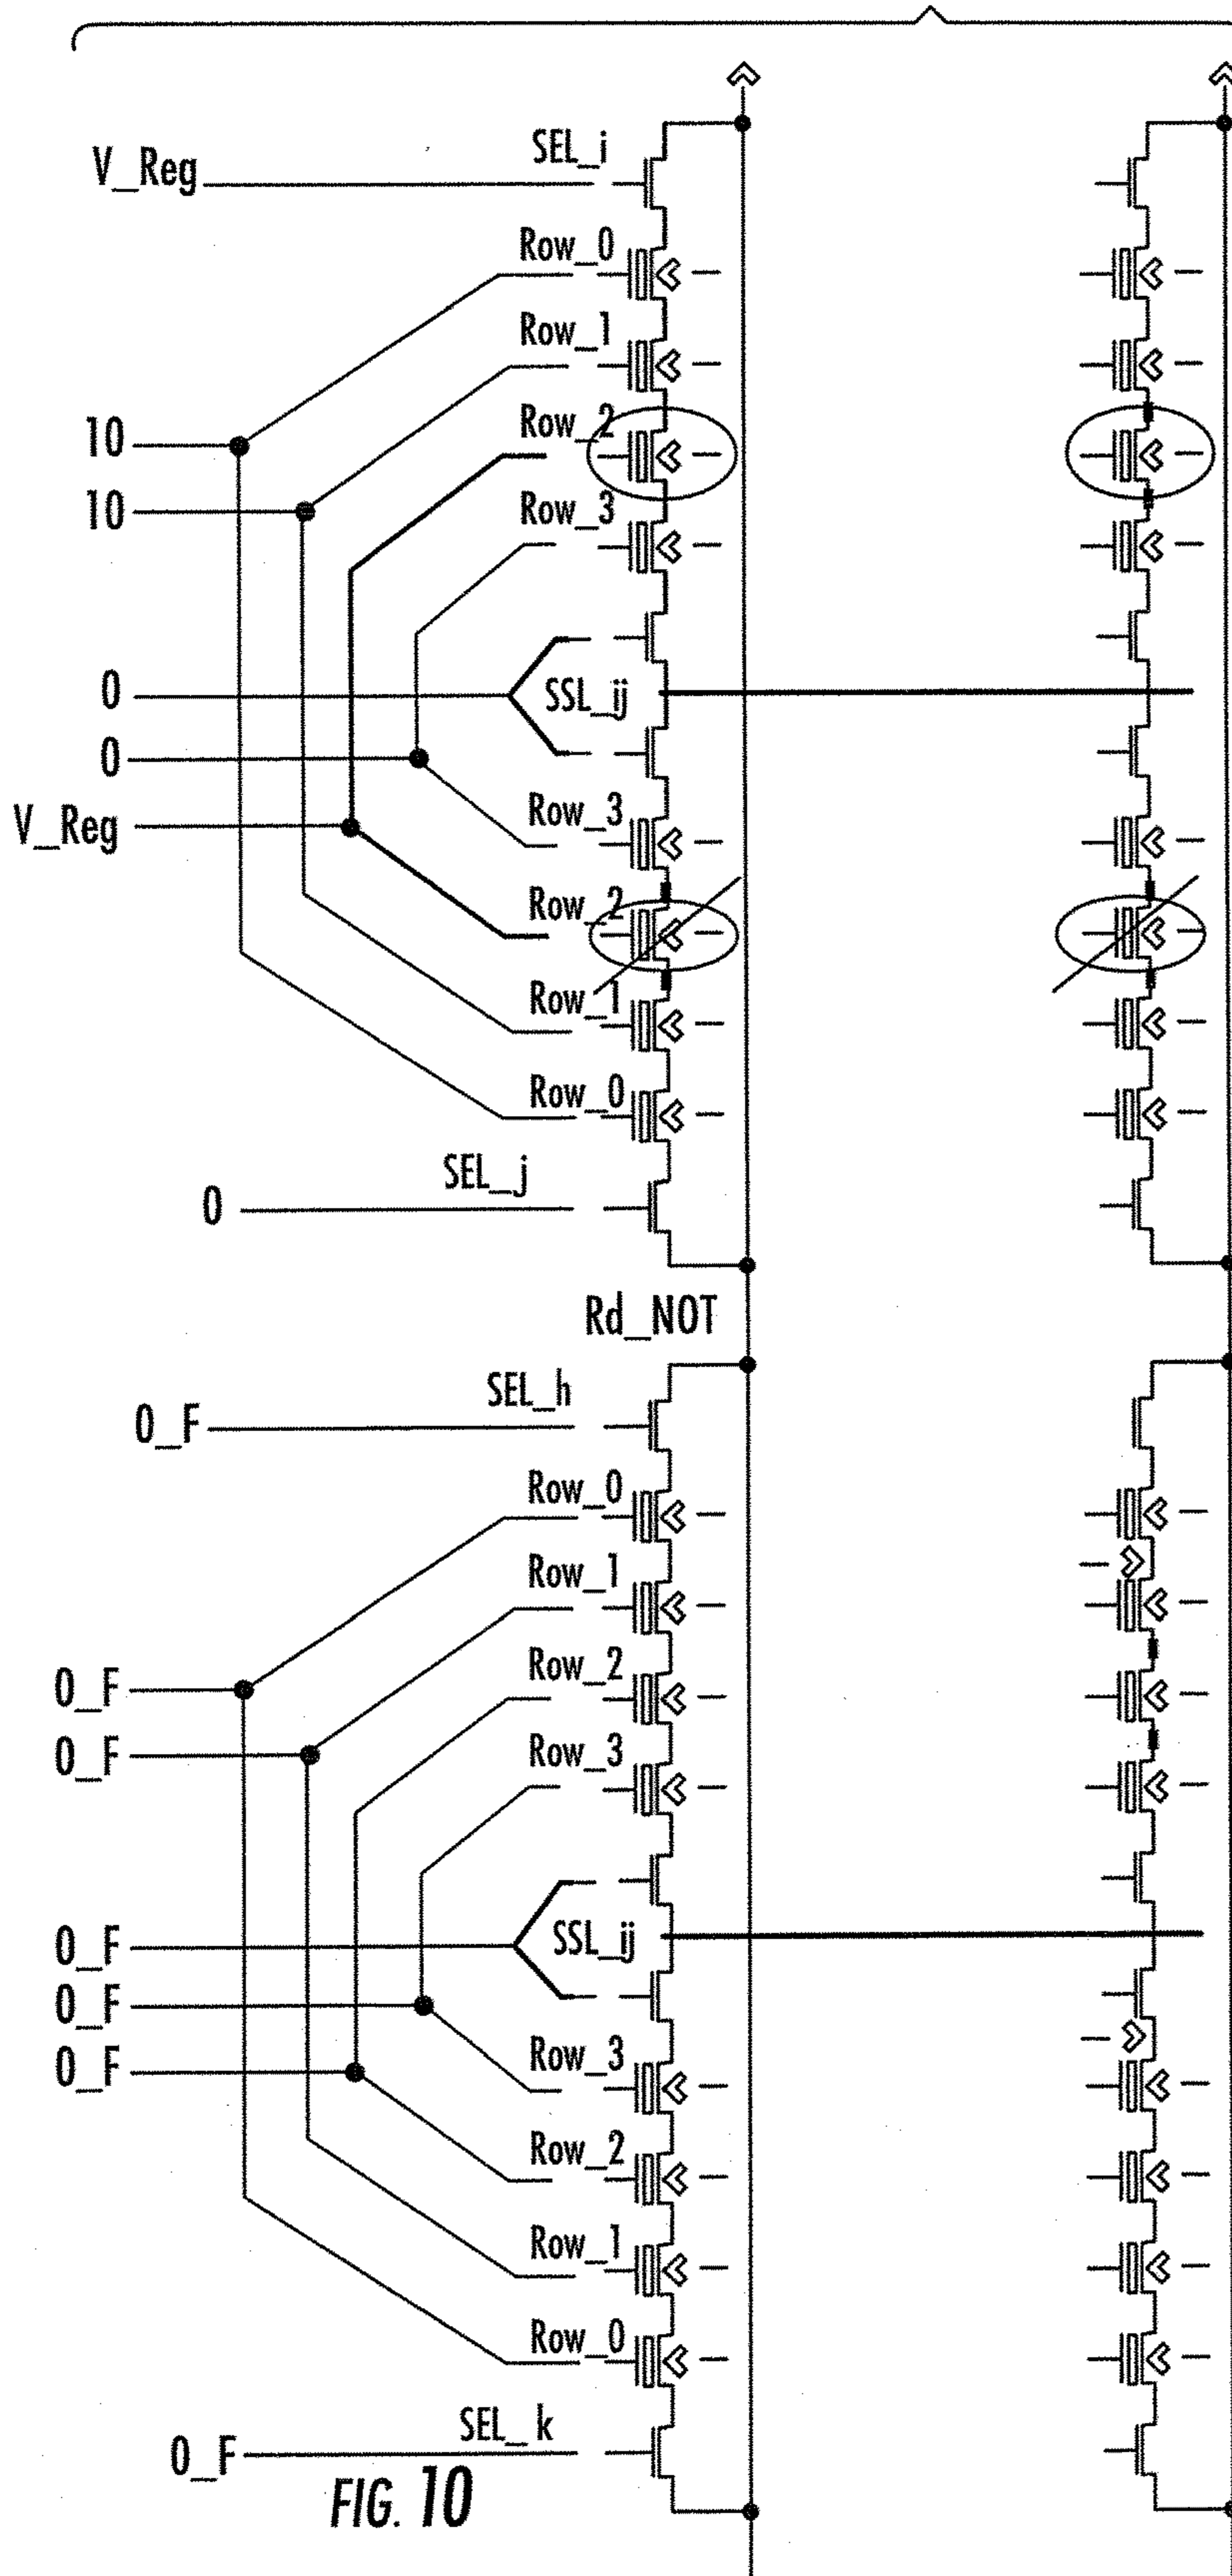 V_Reg
SEL_i
Row_0
Row_1
10
Row_2
10
Row_3
0
SSL_ij
0
V_Reg
Row_3
Row_2
Row_1
Row_0
SEL_j
0
Rd_NOT
SEL_h
0_F
Row_0
Row_1
Row_2
0_F
Row_3
0_F
0_F
SSL_ij
0_F
0_F
Row_3
Row_2
Row_1
Row_0
SEL_k
0_F
FIG. 10